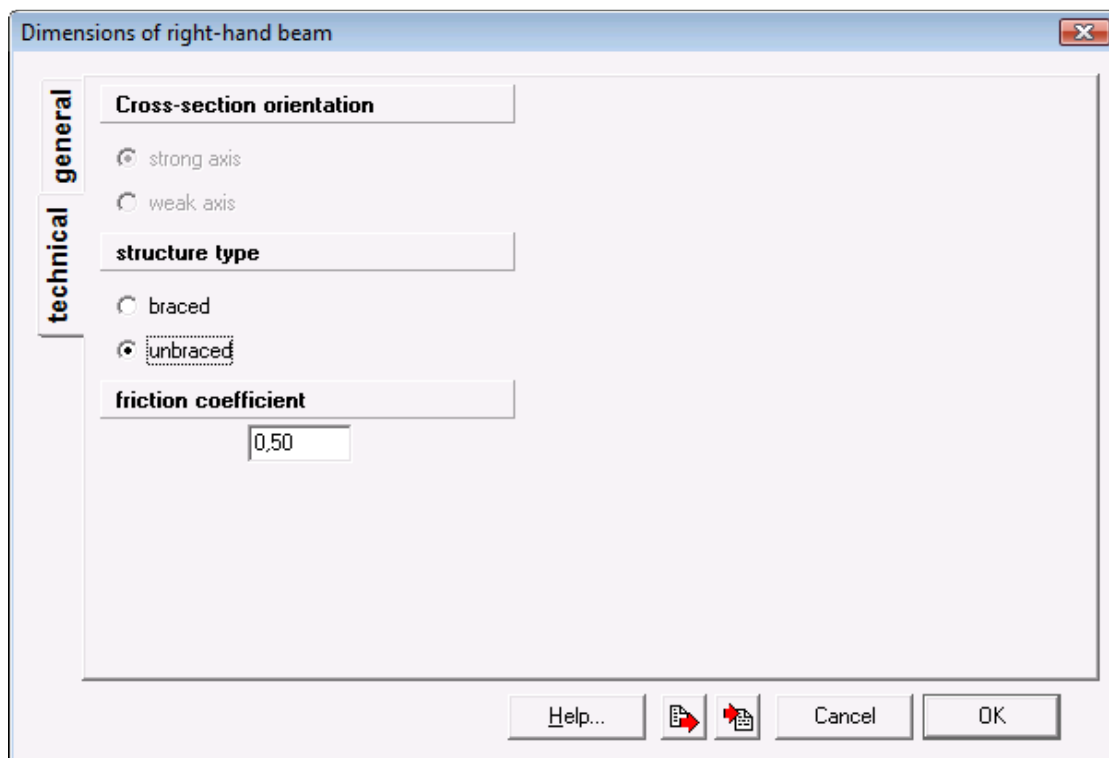 Dimensions of right-hand beam
general
technical
Cross-section orientation
strong axis
weak axis
structure type
braced
unbraced
friction coefficient
0,50
Help...
Cancel
OK